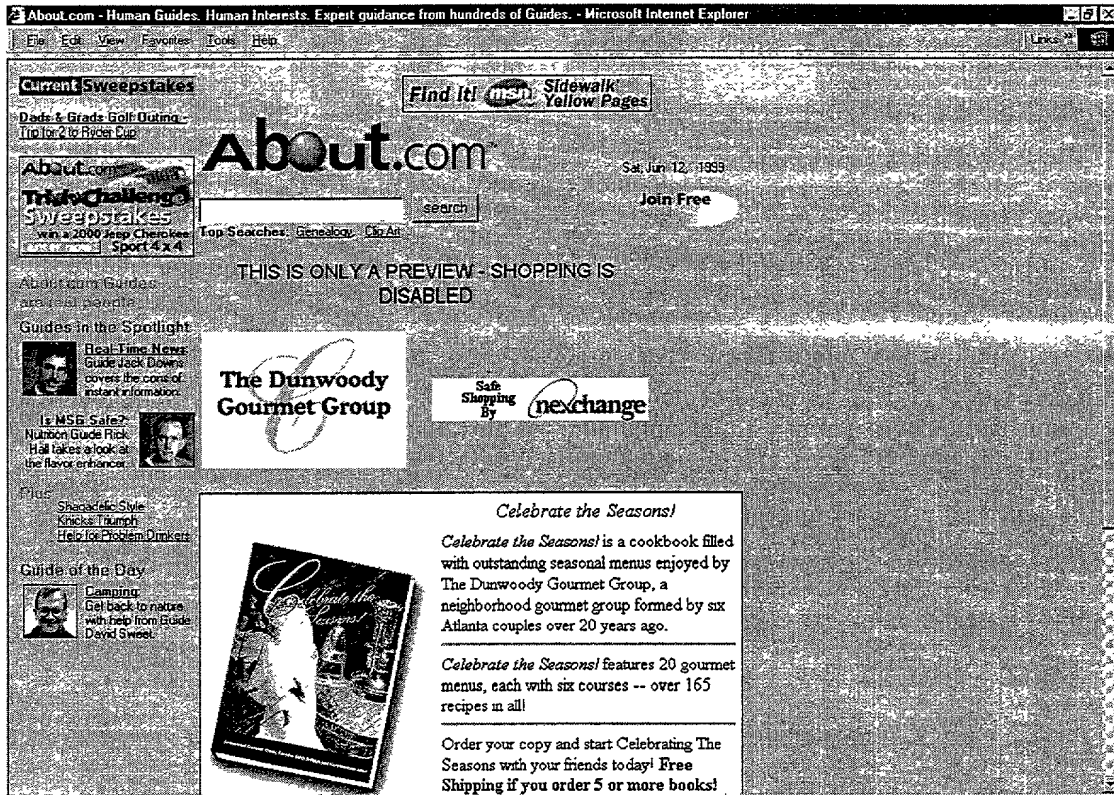 About.com - Human Guides. Human Interests. Expert guidance from hundreds of Guides. - Microsoft Internet Explorer
File Edit View Favorites Tools Help
Links »
Current Sweepstakes
Dads & Grads Golf Outing -
Trip for 2 to Ryder Cup
About.com
Trivia Challenge
Sweepstakes
win a 2000 Jeep Cherokee
Sport 4 x 4
About.com Guides
are real people
Guides in the Spotlight
Real-Time News:
Guide Jack Downs
covers the cons of
instant information.
Is MSG Safe?:
Nutrition Guide Rick
Hall takes a look at
the flavor enhancer.
Plus
Shagadelic Style
Knicks Triumph
Help for Problem Drinkers
Guide of the Day
Camping:
Get back to nature
with help from Guide
David Sweet.
Find It! msn Sidewalk
Yellow Pages
About.com
Sat, Jun 12, 1999
search
Join Free
Top Searches: Genealogy, Clip Art
THIS IS ONLY A PREVIEW - SHOPPING IS
DISABLED
The Dunwoody
Gourmet Group
Safe
Shopping
By
nexchange
Celebrate the Seasons!
Celebrate the Seasons! is a cookbook filled
with outstanding seasonal menus enjoyed by
The Dunwoody Gourmet Group, a
neighborhood gourmet group formed by six
Atlanta couples over 20 years ago.
Celebrate the Seasons! features 20 gourmet
menus, each with six courses -- over 165
recipes in all!
Order your copy and start Celebrating The
Seasons with your friends today! Free
Shipping if you order 5 or more books!
Celebrate the
Seasons!